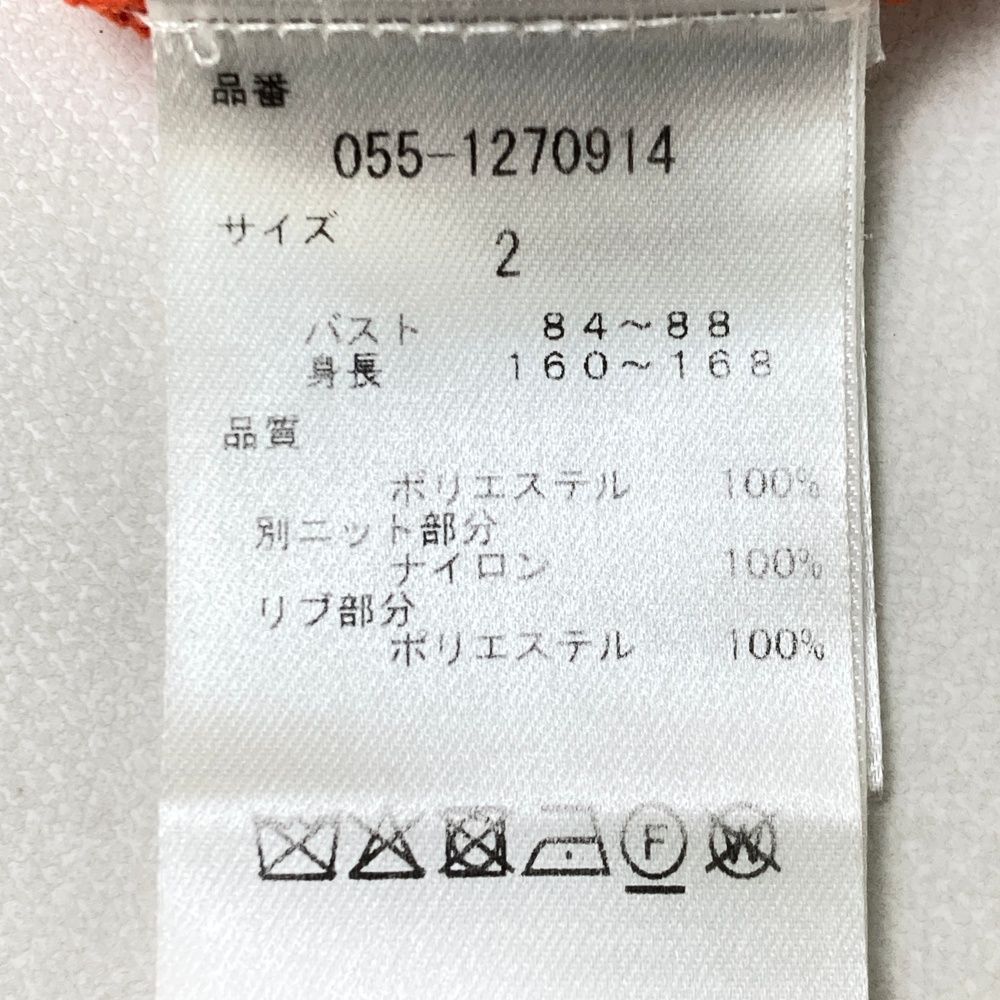 品番
055-1270914
サイズ
2
バスト 84~88
身長 160~168
品質
ポリエステル 100%
別ニット部分
ナイロン 100%
リブ部分
ポリエステル 100%
F W